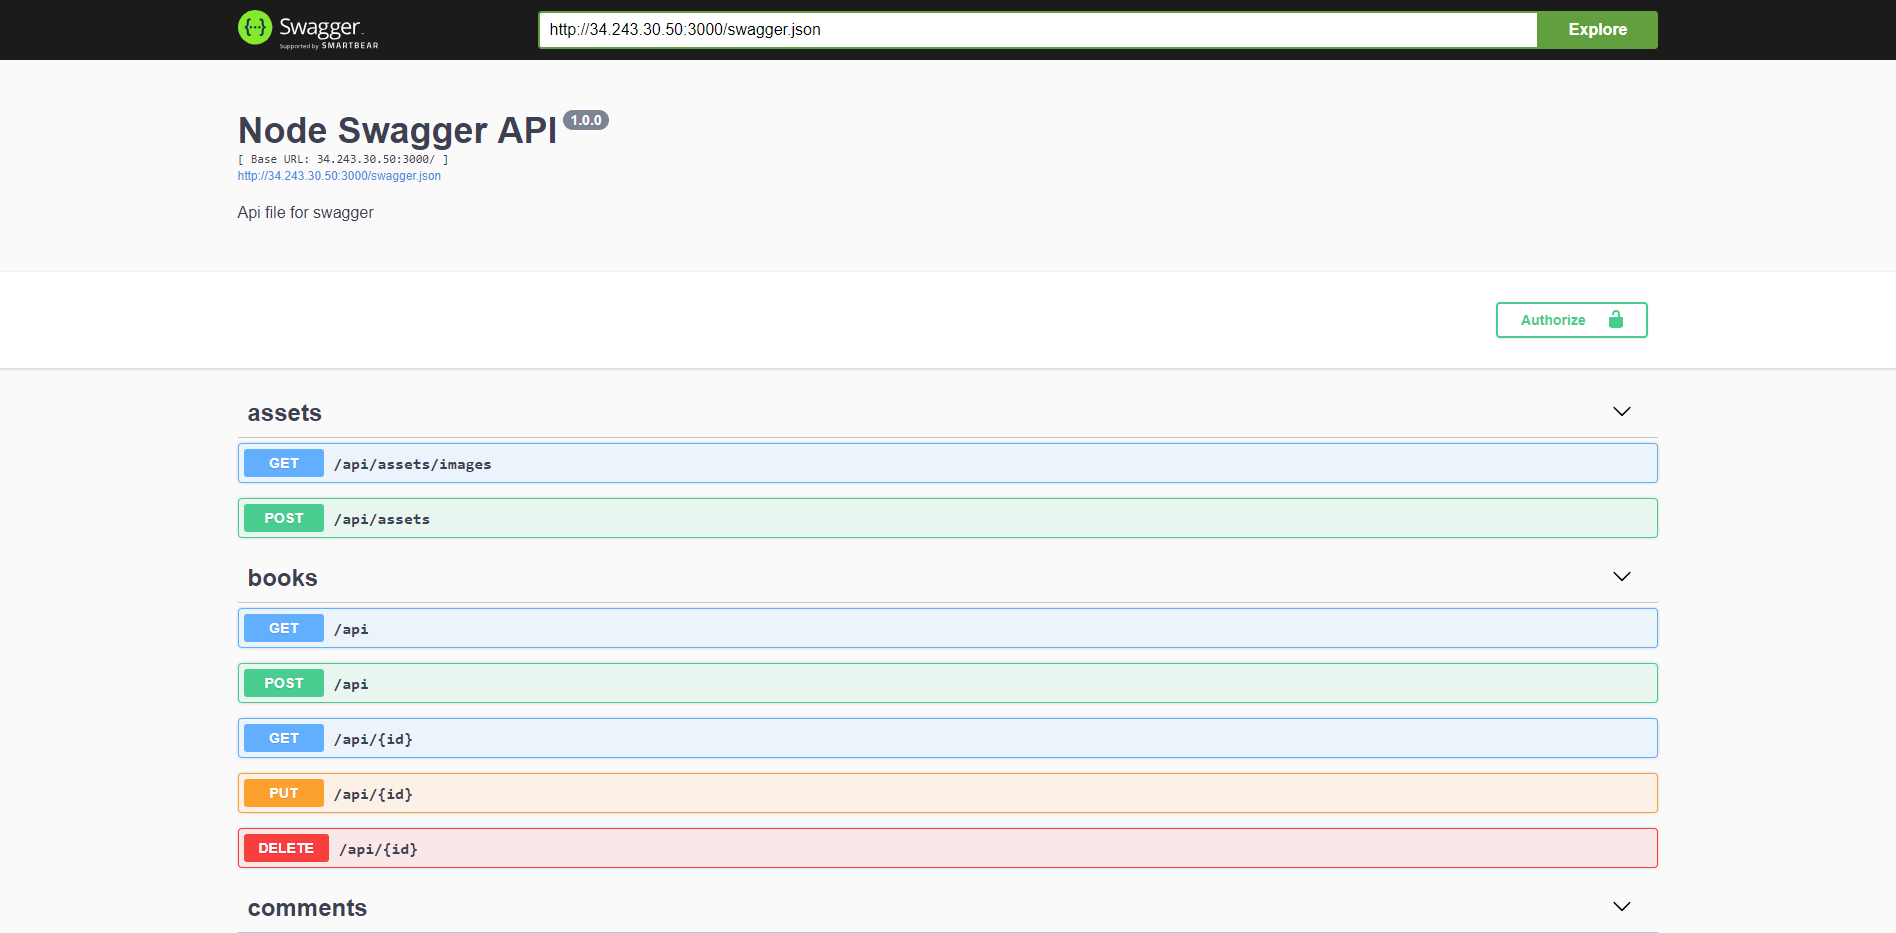 Swagger
Supported by SMARTBEAR
http://34.243.30.50:3000/swagger.json
Explore
Node Swagger API 1.0.0
[ Base URL: 34.243.30.50:3000/ ]
http://34.243.30.50:3000/swagger.json
Api file for swagger
Authorize
assets
GET /api/assets/images
POST /api/assets
books
GET /api
POST /api
GET /api/{id}
PUT /api/{id}
DELETE /api/{id}
comments